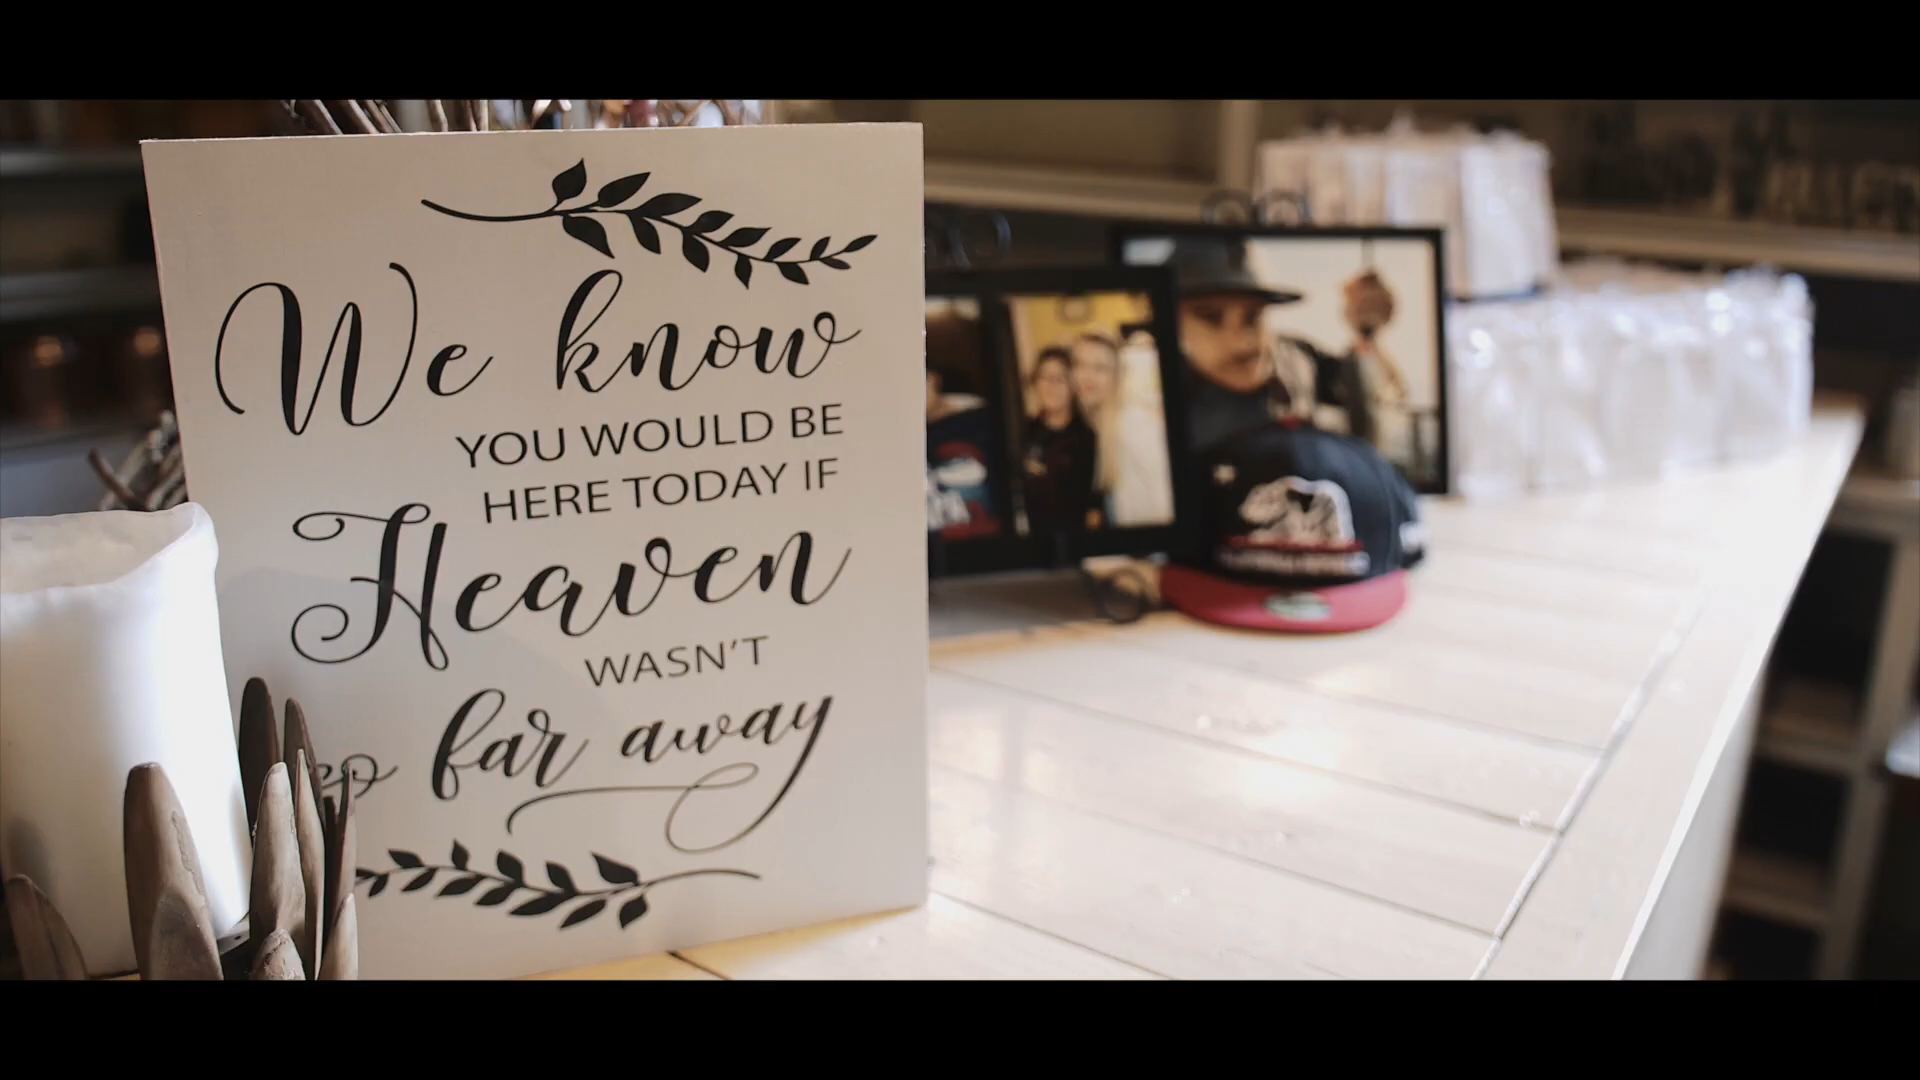 We know
YOU WOULD BE
HERE TODAY IF
Heaven
WASN'T
so far away